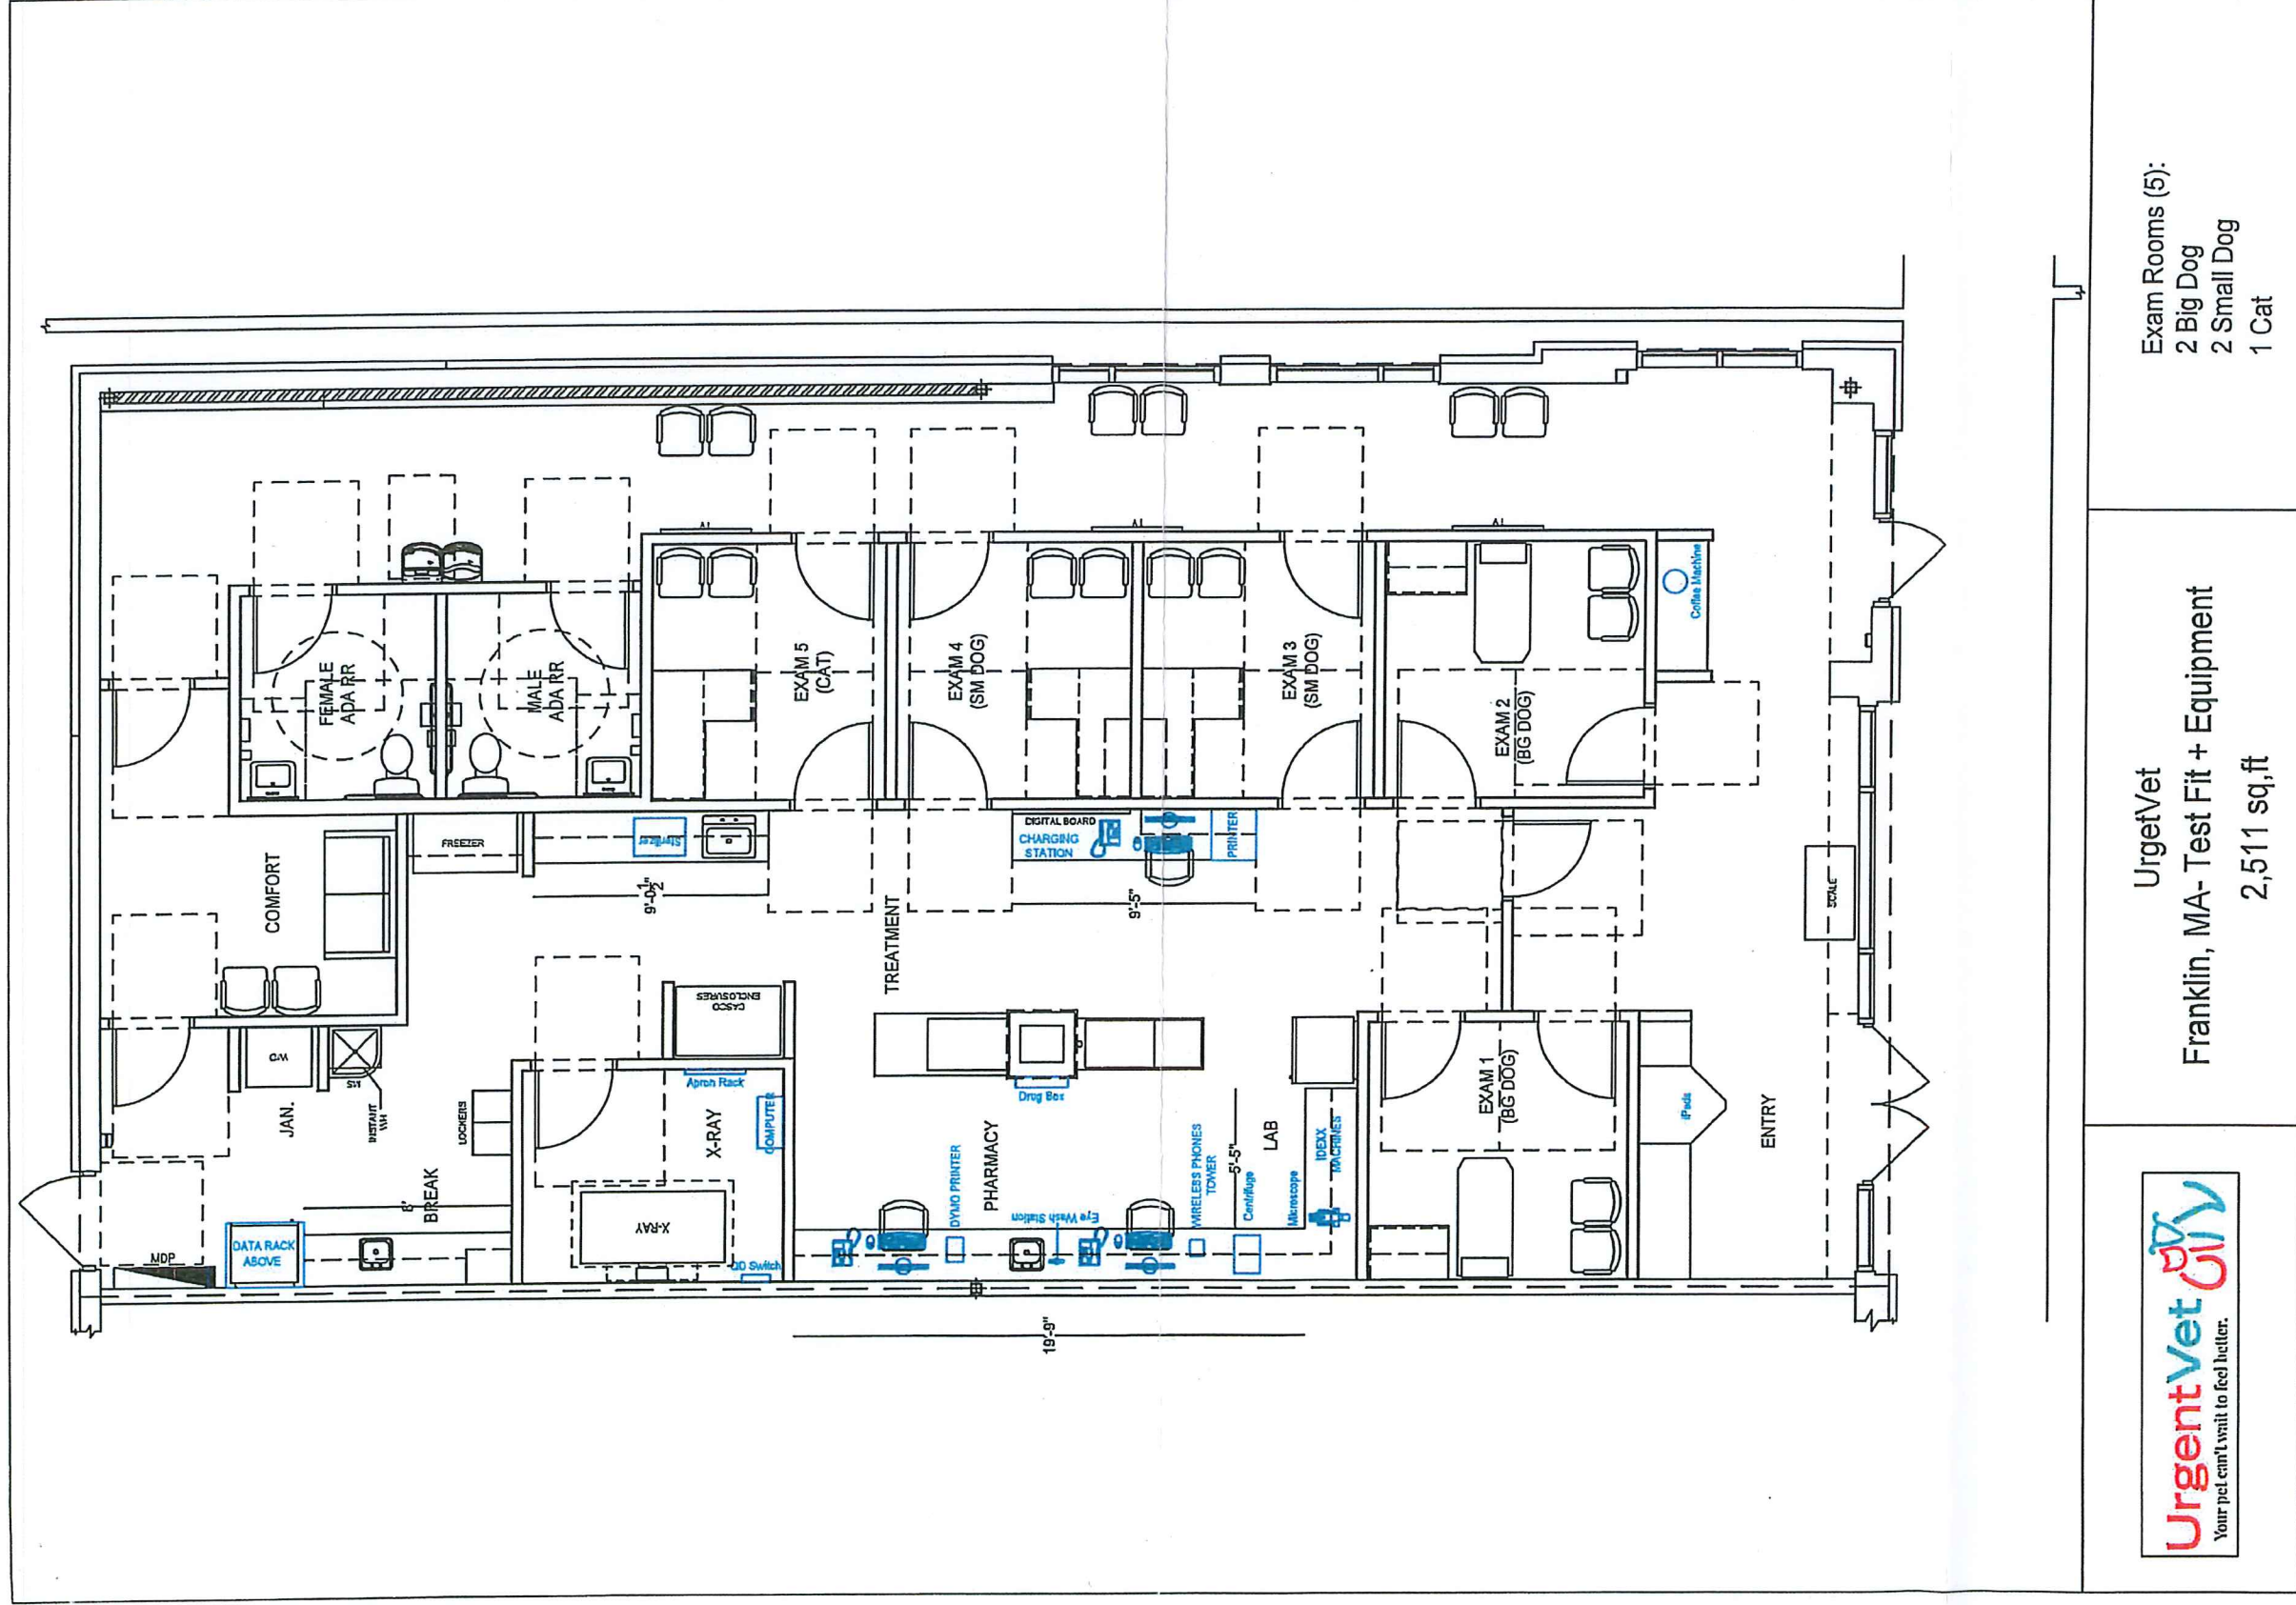 COMFORT
FEMALE
ADA RR
MALE
ADA RR
EXAM 5
(CAT)
EXAM 4
(SM DOG)
EXAM 3
(SM DOG)
EXAM 2
(BG DOG)
Coffee Machine
FREEZER
Sterilizer
9'-0½"
TREATMENT
DIGITAL BOARD
CHARGING
STATION
PRINTER
9'-5"
SCALE
JAN.
W/D
INSTANT
WH
LOCKERS
BREAK
8'
MDP
DATA RACK
ABOVE
CASCO
ENCLOSURES
Apron Rack
X-RAY
COMPUTER
X-RAY
Drug Box
PHARMACY
DYMO PRINTER
Eye Wash Station
WIRELESS PHONES
TOWER
5'-5"
LAB
Centrifuge
Microscope
IDEXX
MACHINES
EXAM 1
(BG DOG)
iPads
ENTRY
19'-9"
UrgentVet
Your pet can't wait to feel better.
UrgetVet
Franklin, MA- Test Fit + Equipment
2,511 sq,ft
Exam Rooms (5):
2 Big Dog
2 Small Dog
1 Cat